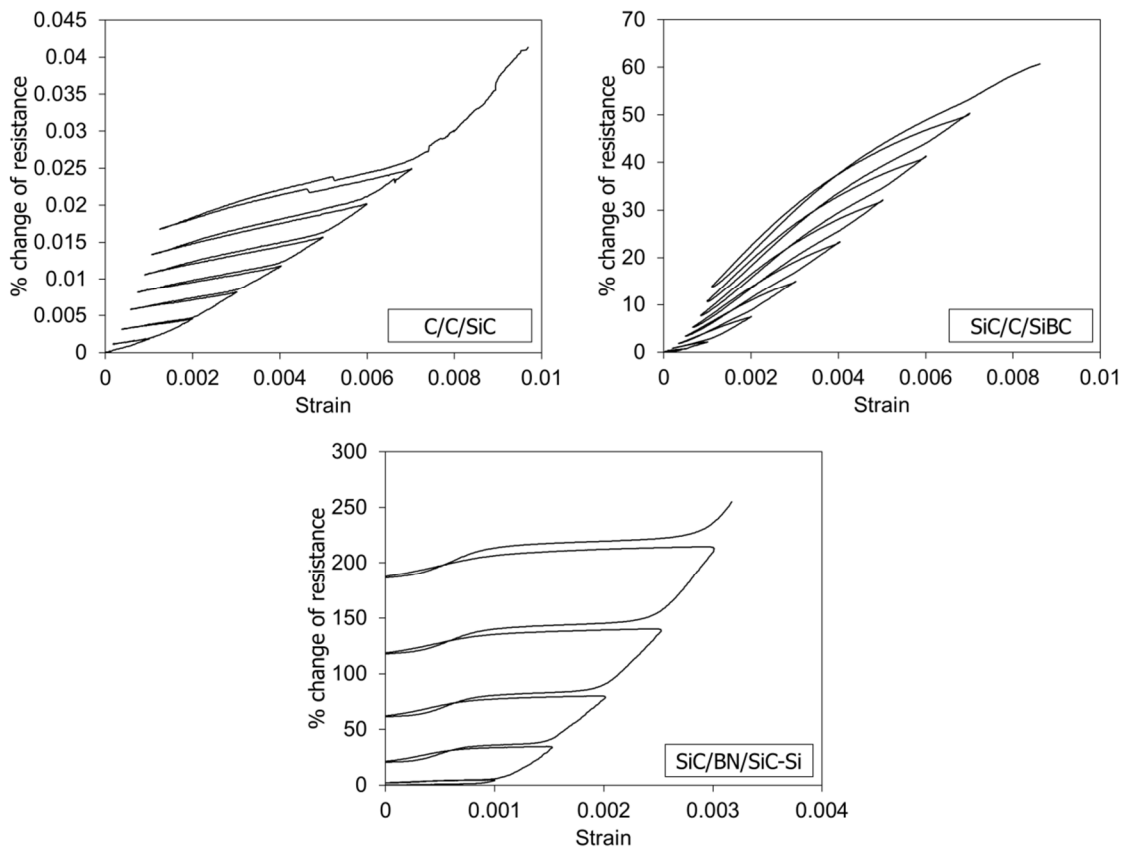 % change of resistance
0.045
0.04
0.035
0.03
0.025
0.02
0.015
0.01
0.005
0
0 0.002 0.004 0.006 0.008 0.01
Strain
C/C/SiC
% change of resistance
70
60
50
40
30
20
10
0
0 0.002 0.004 0.006 0.008 0.01
Strain
SiC/C/SiBC
% change of resistance
300
250
200
150
100
50
0
0 0.001 0.002 0.003 0.004
Strain
SiC/BN/SiC-Si